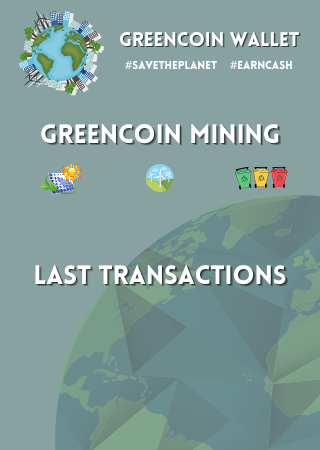 GREENCOIN WALLET
#SAVETHEPLANET #EARNCASH
GREENCOIN MINING
LAST TRANSACTIONS